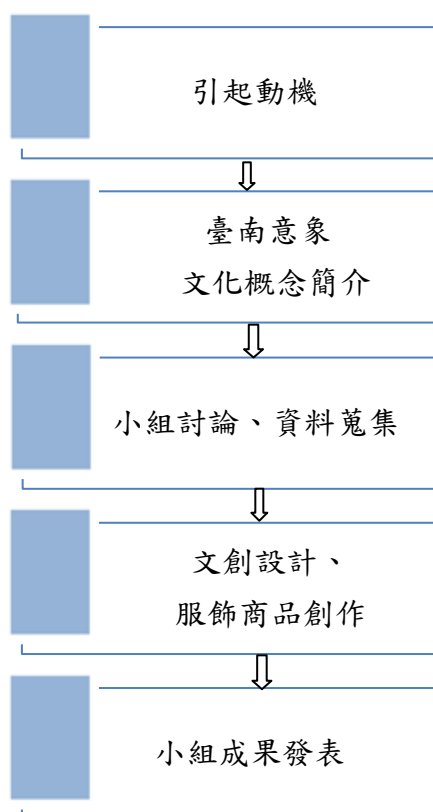 引起動機
臺南意象
文化概念簡介
小組討論、資料蒐集
文創設計、
服飾商品創作
小組成果發表